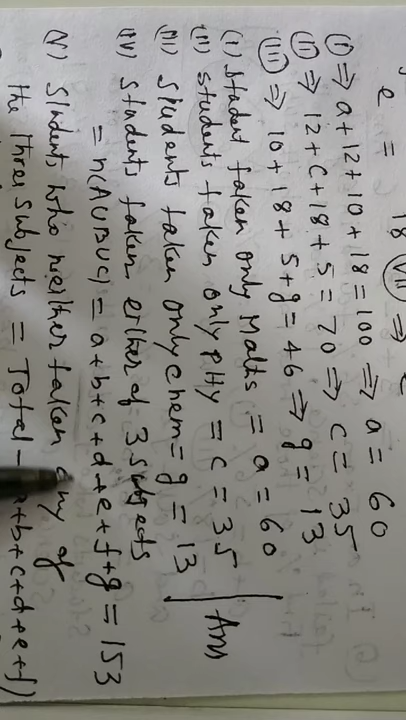 e = 18 (VII) ⇒
(I) ⇒ a + 12 + 10 + 18 = 100 ⇒ a = 60
(II) ⇒ 12 + c + 18 + 5 = 70 ⇒ c = 35
(III) ⇒ 10 + 18 + 5 + g = 46 ⇒ g = 13
(i) Student taken only Maths = a = 60
(ii) students taken only PHy = c = 35
(iii) Students taken only chem = g = 13 Ans
(iv) Students taken either of 3 subjects
= n(AUBUC) = a+b+c+d+e+f+g = 153
(V) Students who neither taken any of
the three subjects = Total - a+b+c+d+e+f)